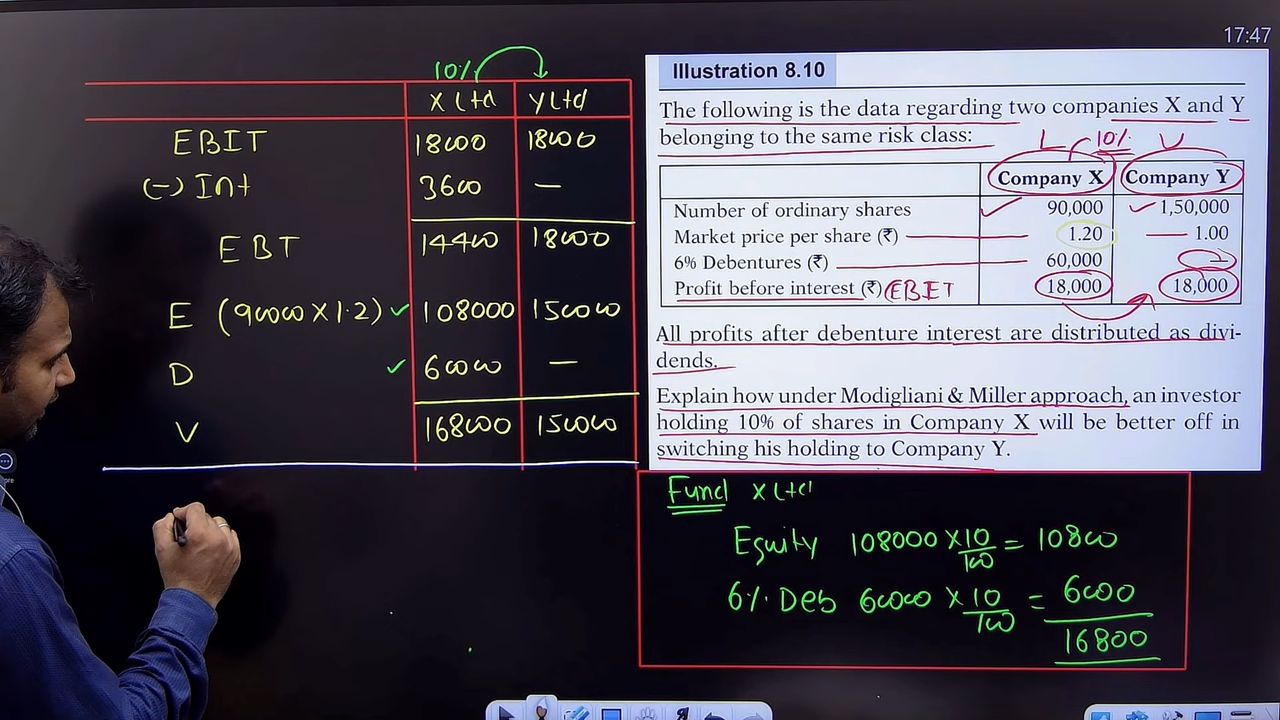 17:47
10%
X Ltd Y Ltd
EBIT 18000 18000
(-) Int 3600 —
EBT 14400 18000
E (90000 X 1.2) ✓ 108000 150000
D ✓ 60000 —
V 168000 150000
Illustration 8.10
The following is the data regarding two companies X and Y
belonging to the same risk class:
L 10% U
Company X Company Y
Number of ordinary shares ✓ 90,000 ✓ 1,50,000
Market price per share (₹) 1.20 1.00
6% Debentures (₹) 60,000 —
Profit before interest (₹) EBIT 18,000 18,000
All profits after debenture interest are distributed as divi-
dends.
Explain how under Modigliani & Miller approach, an investor
holding 10% of shares in Company X will be better off in
switching his holding to Company Y.
Fund X Ltd
Equity 108000 X 10/100 = 10800
6% Deb 60000 X 10/100 = 6000
16800